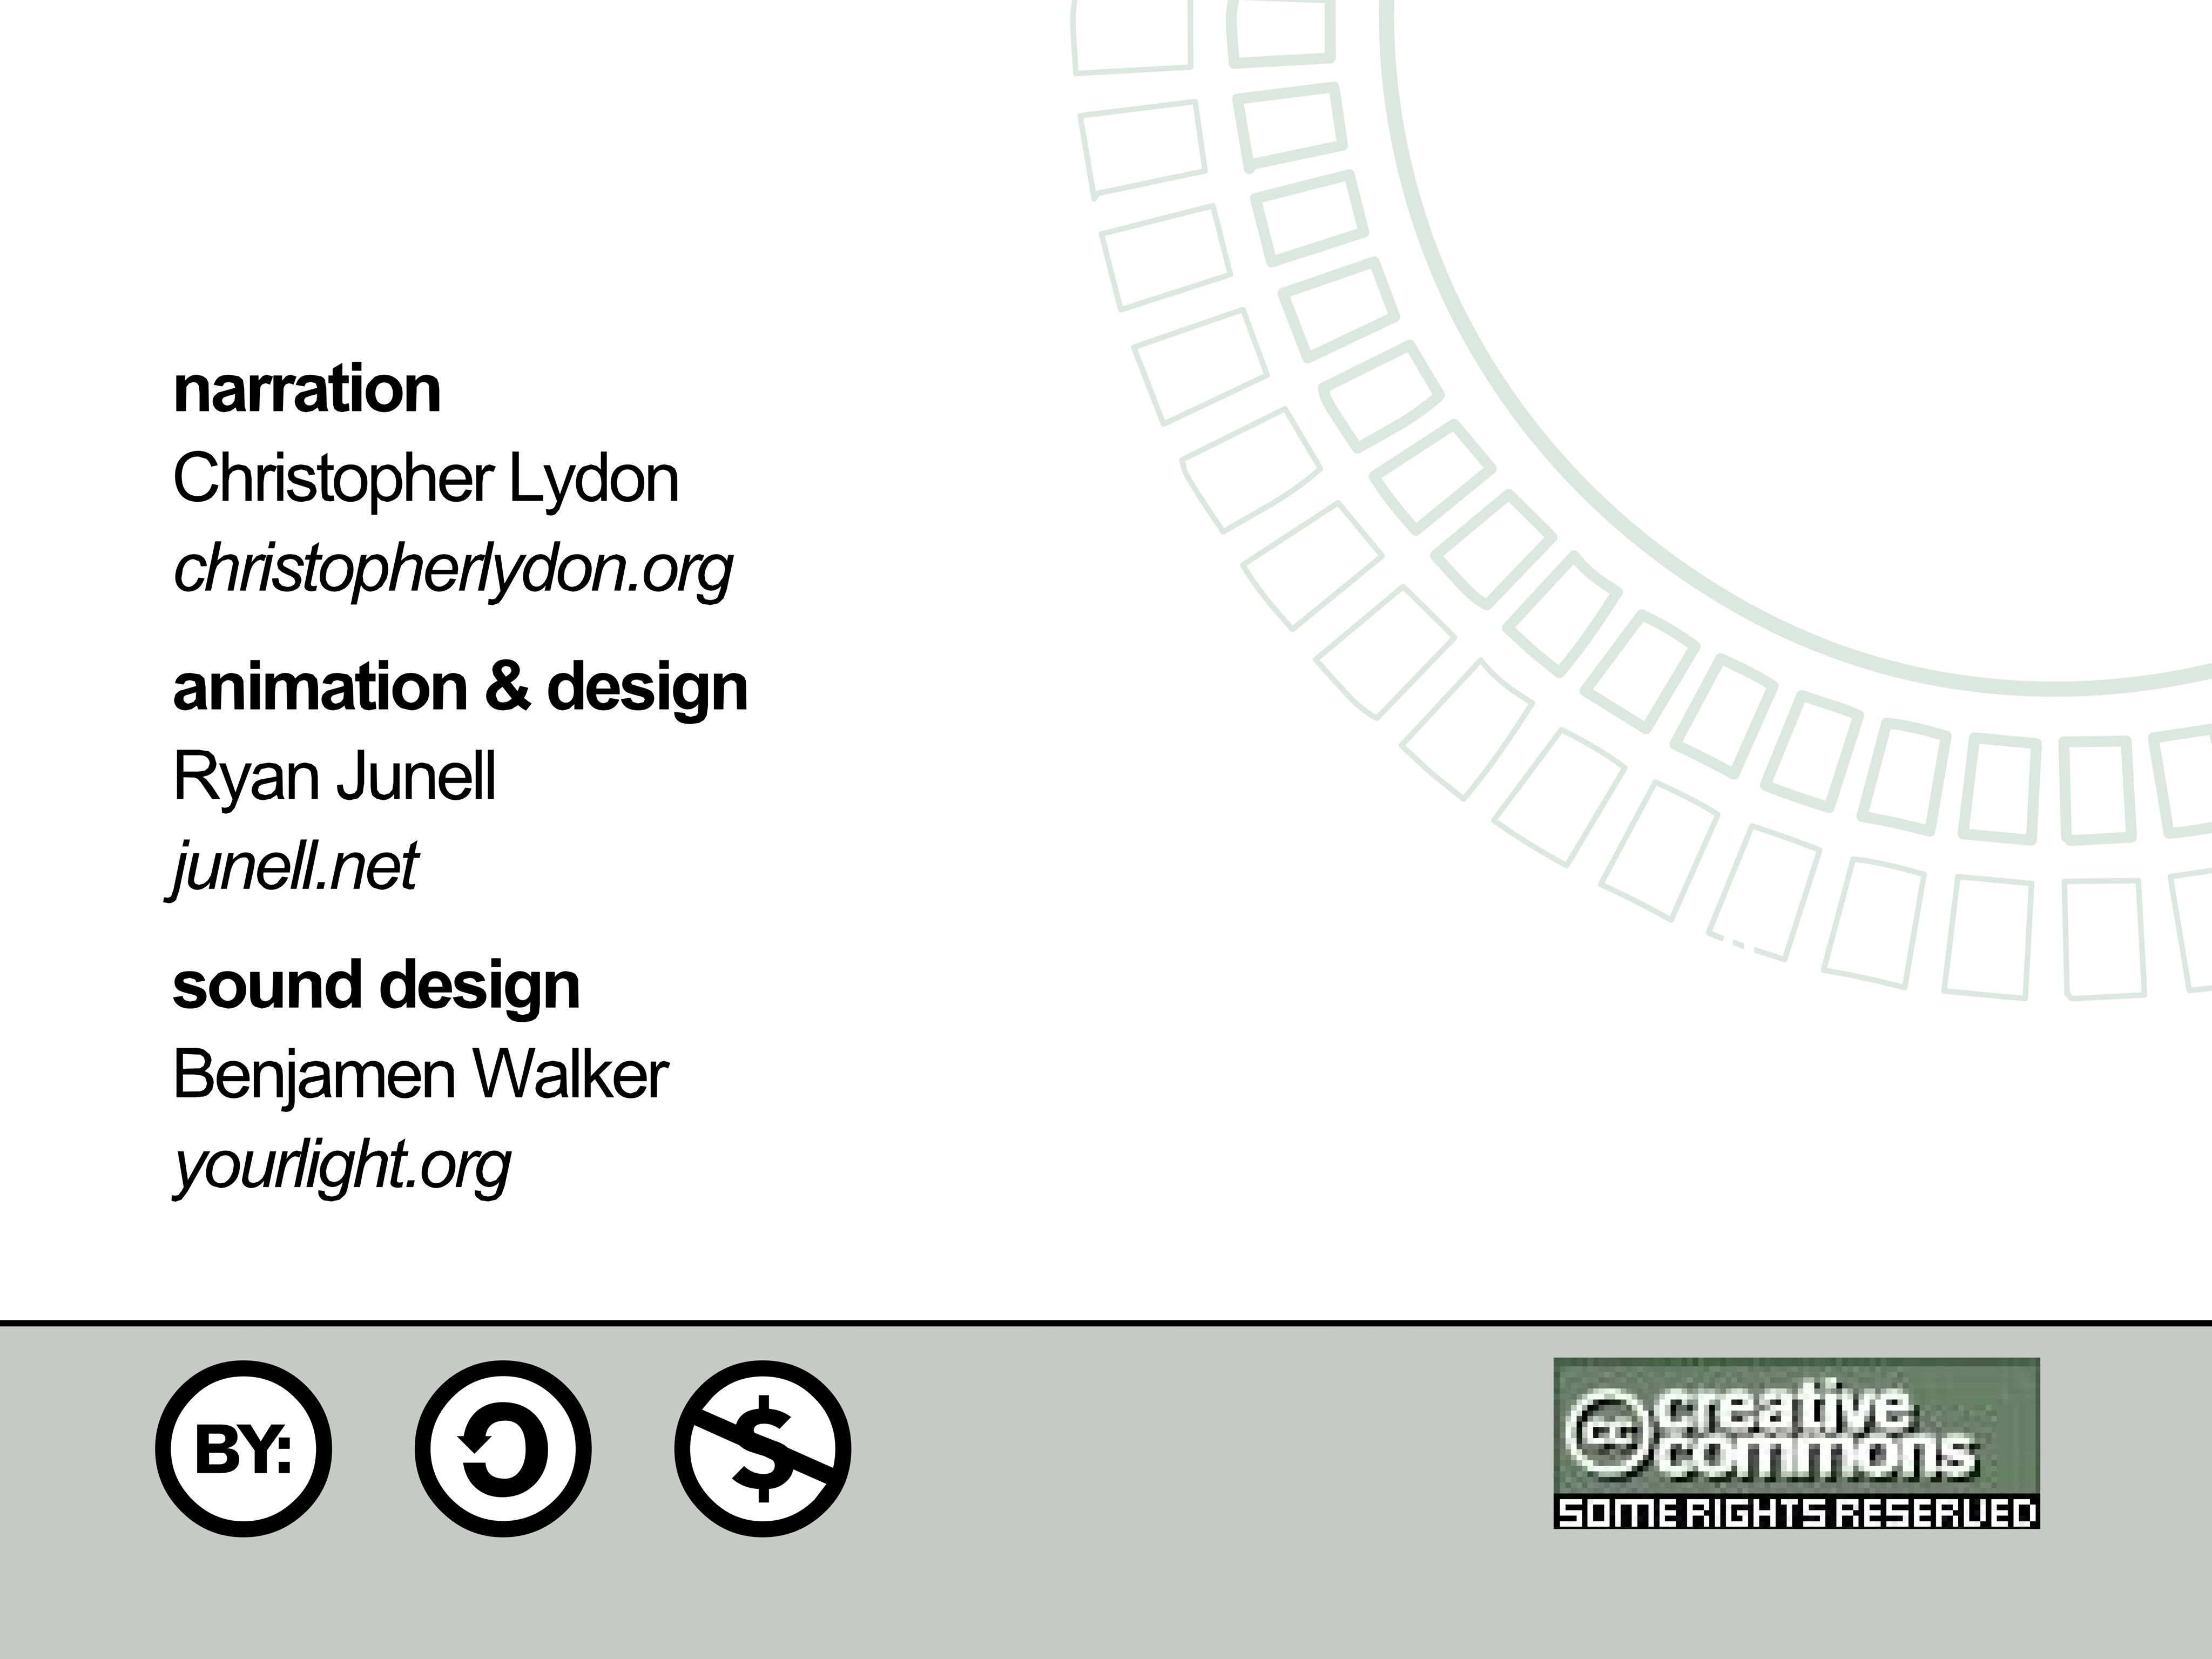 narration
Christopher Lydon
christopherlydon.org
animation & design
Ryan Junell
junell.net
sound design
Benjamen Walker
yourlight.org
BY:
$
cc creative
commons
SOME RIGHTS RESERVED